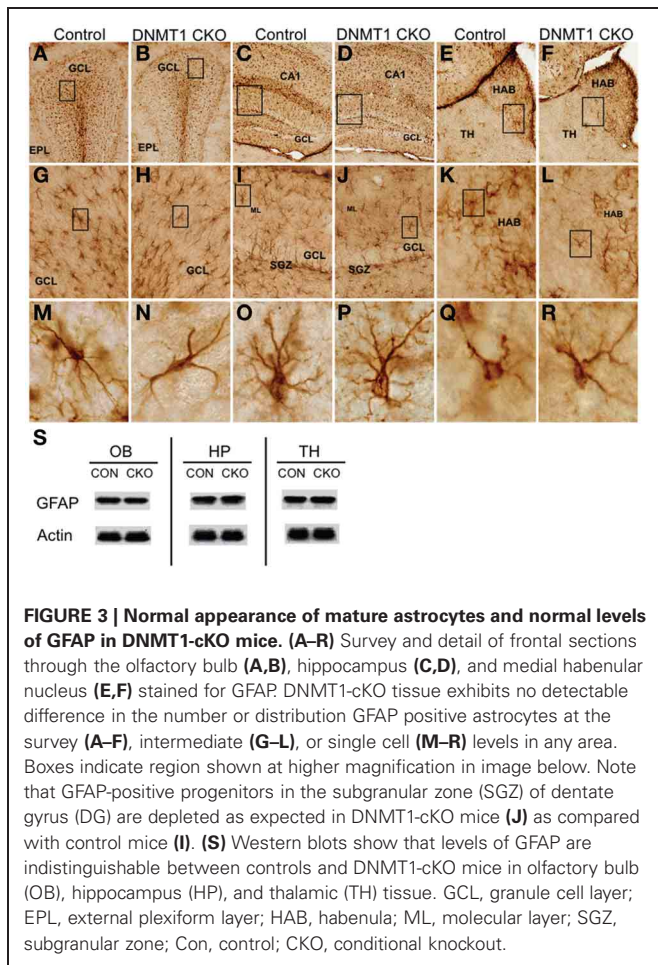 Control DNMT1 CKO Control DNMT1 CKO Control DNMT1 CKO
A B C D E F
GCL GCL CA1 CA1 HAB HAB
EPL EPL GCL GCL TH TH
G H I J K L
ML ML HAB HAB
GCL GCL SGZ GCL SGZ GCL
M N O P Q R
S
OB HP TH
CON CKO CON CKO CON CKO
GFAP
Actin
FIGURE 3 | Normal appearance of mature astrocytes and normal levels
of GFAP in DNMT1-cKO mice. (A–R) Survey and detail of frontal sections
through the olfactory bulb (A,B), hippocampus (C,D), and medial habenular
nucleus (E,F) stained for GFAP. DNMT1-cKO tissue exhibits no detectable
difference in the number or distribution GFAP positive astrocytes at the
survey (A–F), intermediate (G–L), or single cell (M–R) levels in any area.
Boxes indicate region shown at higher magnification in image below. Note
that GFAP-positive progenitors in the subgranular zone (SGZ) of dentate
gyrus (DG) are depleted as expected in DNMT1-cKO mice (J) as compared
with control mice (I). (S) Western blots show that levels of GFAP are
indistinguishable between controls and DNMT1-cKO mice in olfactory bulb
(OB), hippocampus (HP), and thalamic (TH) tissue. GCL, granule cell layer;
EPL, external plexiform layer; HAB, habenula; ML, molecular layer; SGZ,
subgranular zone; Con, control; CKO, conditional knockout.